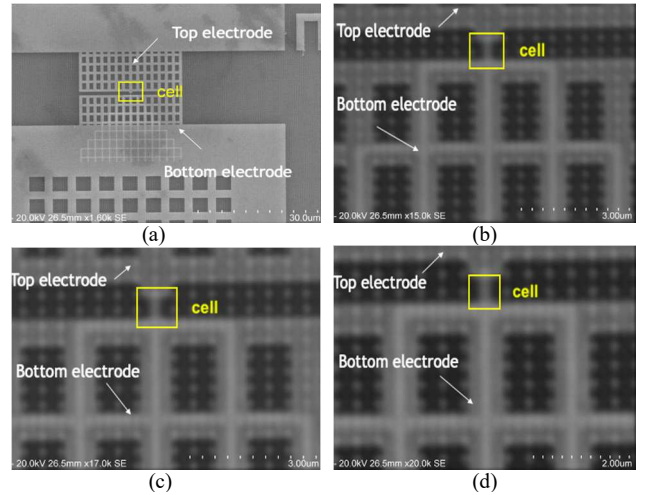 Top electrode
cell
Bottom electrode
- 20.0kV 26.5mm x1.60k SE 30.0um
(a)
Top electrode
cell
Bottom electrode
- 20.0kV 26.5mm x15.0k SE 3.00um
(b)
Top electrode
cell
Bottom electrode
- 20.0kV 26.5mm x17.0k SE 3.00um
(c)
Top electrode
cell
Bottom electrode
- 20.0kV 26.5mm x20.0k SE 2.00um
(d)